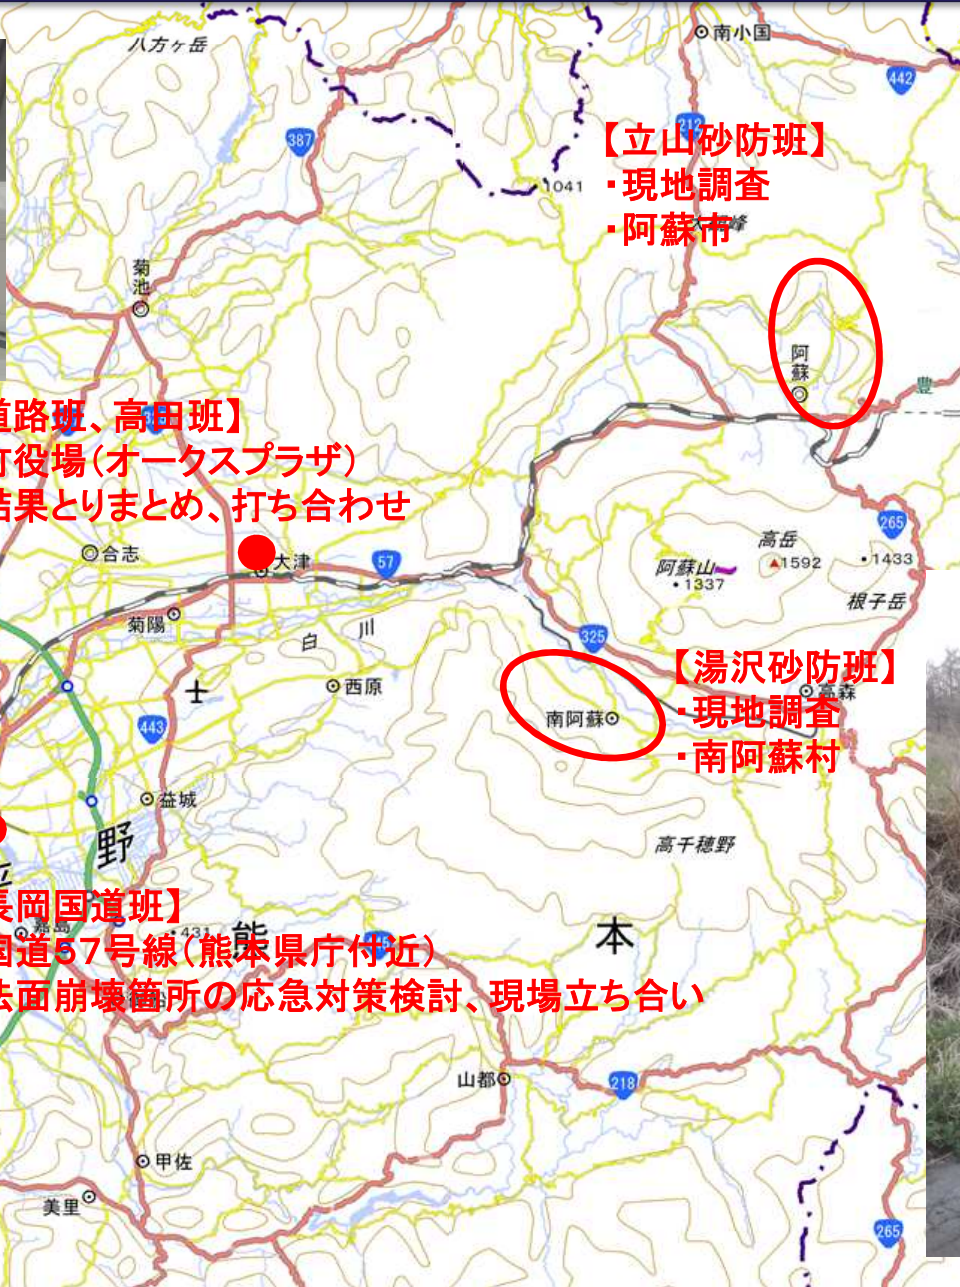 八方ヶ岳
南小国
442
387
212
【立山砂防班】
・現地調査
・阿蘇市
1041
菊池
阿蘇
豊
道路班、高田班】
町役場(オークスプラザ)
結果とりまとめ、打ち合わせ
265
合志
大津
57
高岳
1592
1433
阿蘇山
1337
根子岳
菊陽
白川
325
士
西原
【湯沢砂防班】
・現地調査
・南阿蘇村
高森
南阿蘇
443
益城
野
高千穂野
長岡国道班】
国道57号線(熊本県庁付近)
法面崩壊箇所の応急対策検討、現場立ち合い
嘉島
431
熊
本
山都
218
甲佐
美里
265